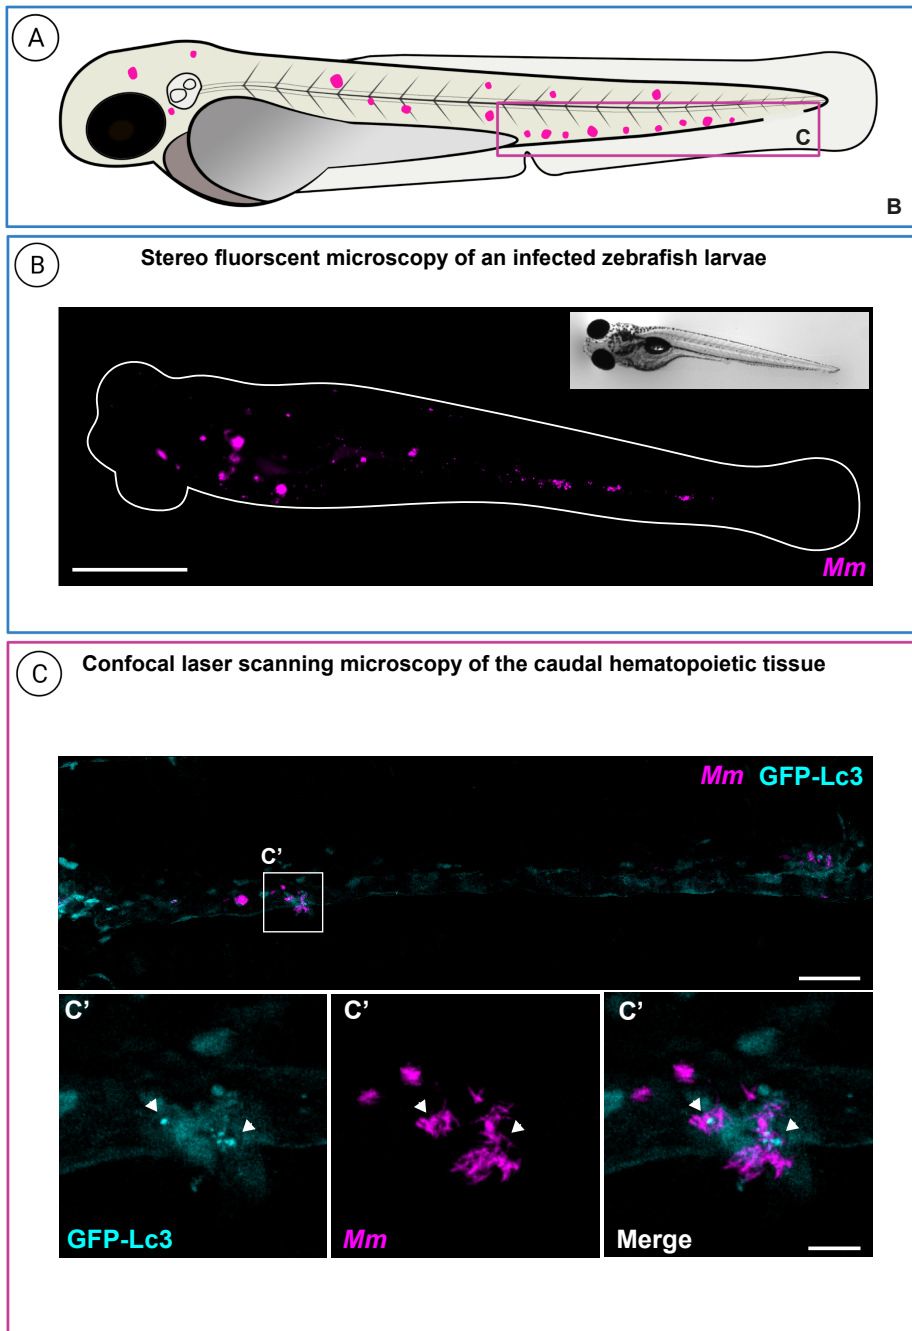 A
C
B
B
Stereo fluorscent microscopy of an infected zebrafish larvae
Mm
C
Confocal laser scanning microscopy of the caudal hematopoietic tissue
Mm GFP-Lc3
C’
C’
C’
C’
GFP-Lc3
Mm
Merge